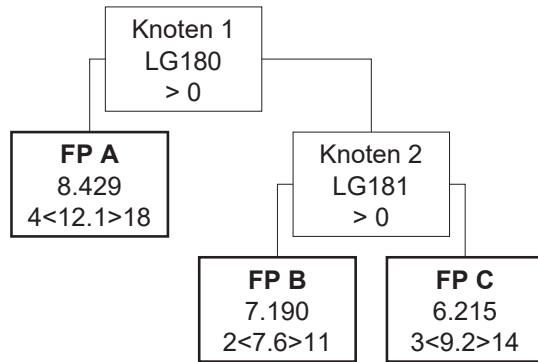 Knoten 1
LG180
> 0
FP A
8.429
4<12.1>18
Knoten 2
LG181
> 0
FP B
7.190
2<7.6>11
FP C
6.215
3<9.2>14